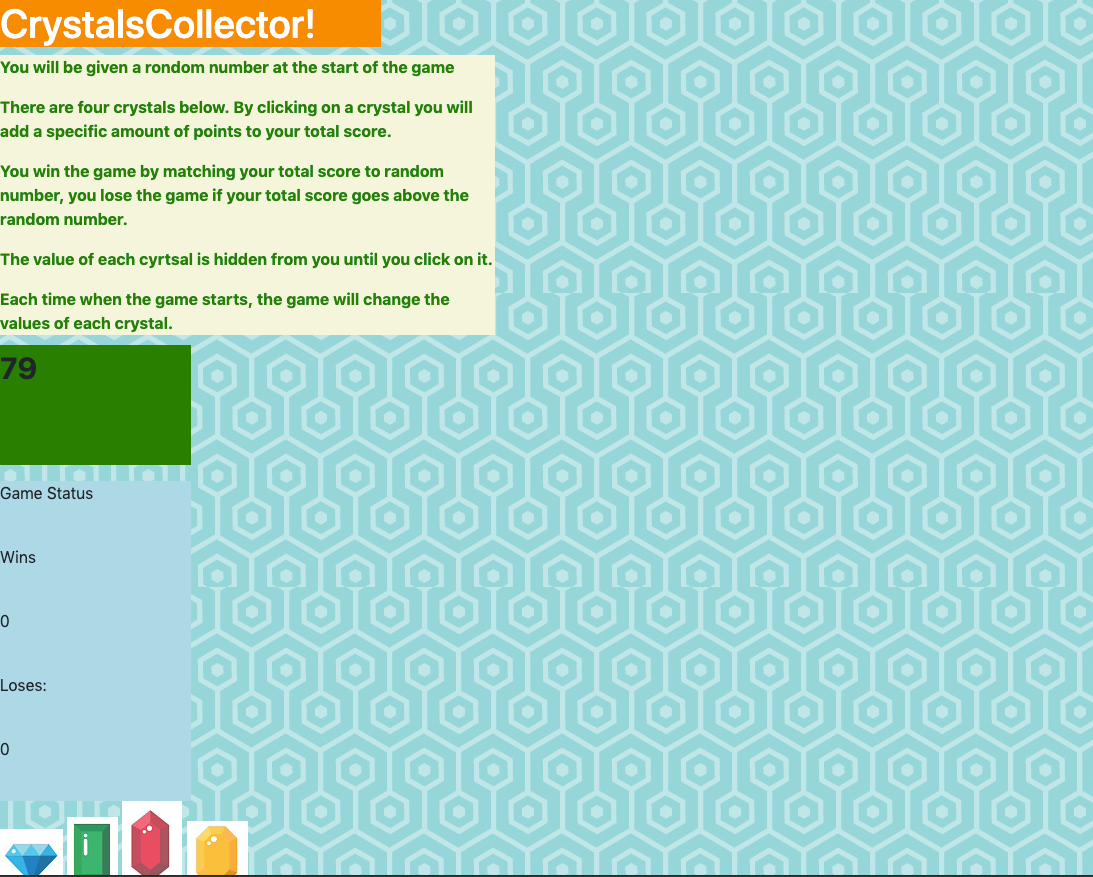 CrystalsCollector!
You will be given a rondom number at the start of the game
There are four crystals below. By clicking on a crystal you will
add a specific amount of points to your total score.
You win the game by matching your total score to random
number, you lose the game if your total score goes above the
random number.
The value of each cyrtsal is hidden from you until you click on it.
Each time when the game starts, the game will change the
values of each crystal.
79
Game Status
Wins
0
Loses:
0